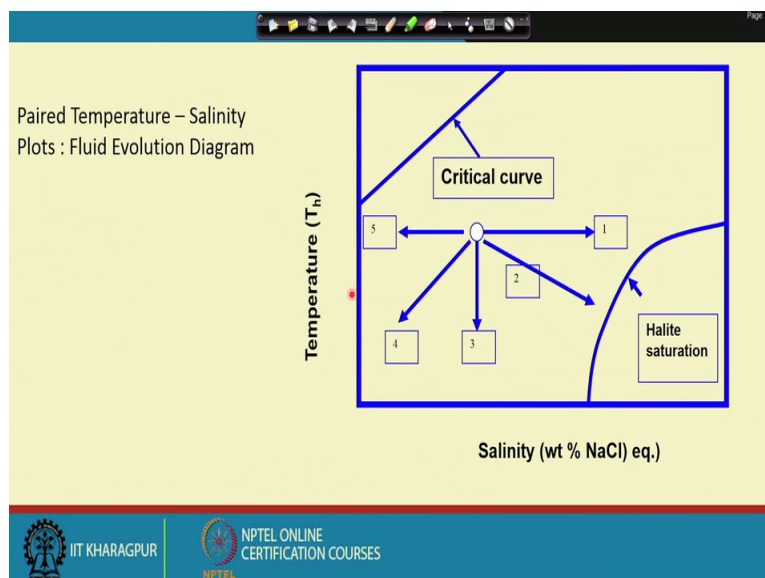 Page:
Paired Temperature – Salinity
Plots : Fluid Evolution Diagram
Critical curve
5
1
2
4
3
Halite
saturation
Temperature (Th)
Salinity (wt % NaCl) eq.)
IIT KHARAGPUR
NPTEL ONLINE
CERTIFICATION COURSES
NPTEL